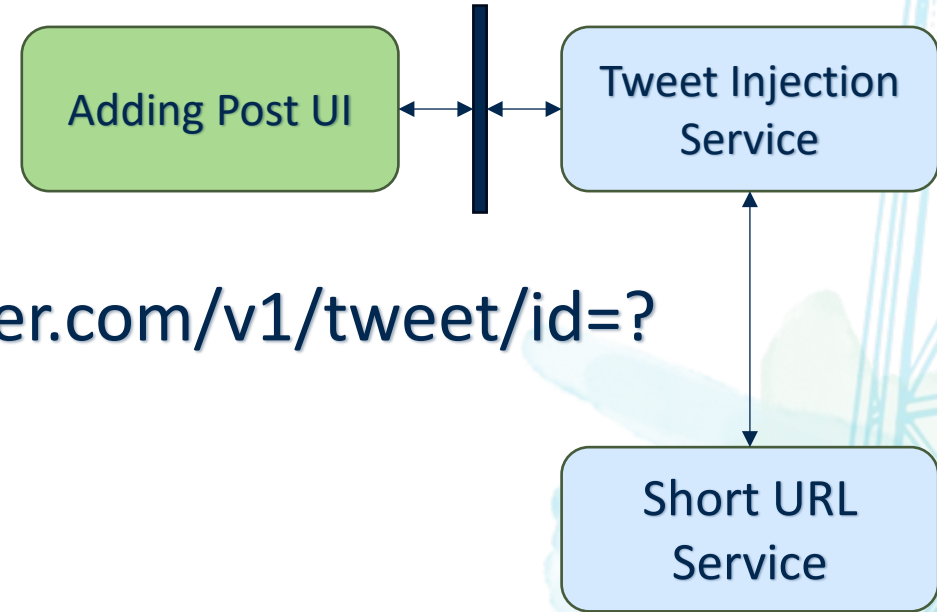 Adding Post UI
Tweet Injection
Service
er.com/v1/tweet/id=?
Short URL
Service